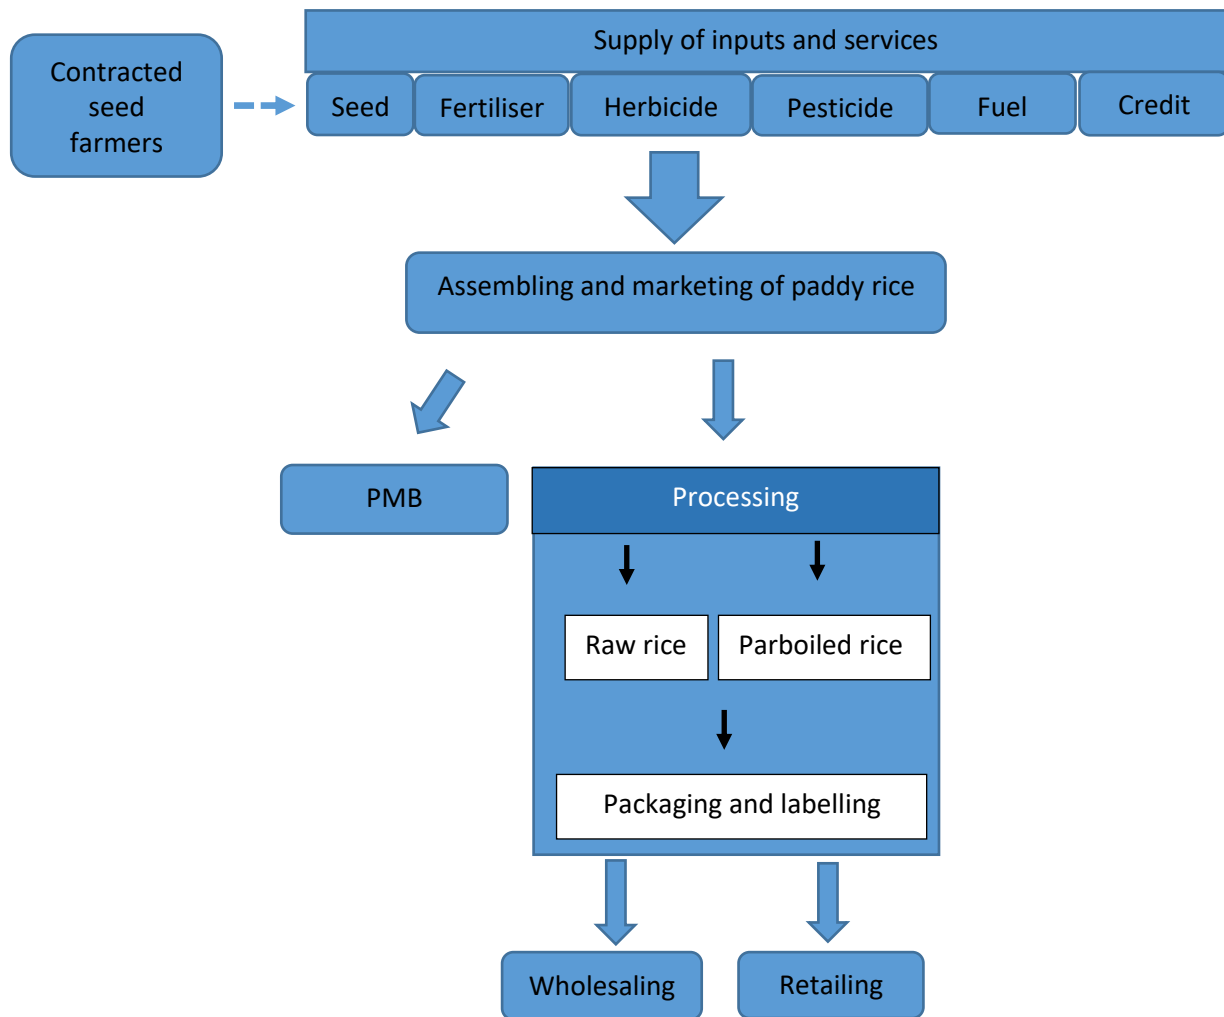 Supply of inputs and services
Contracted
seed
farmers
Seed
Fertiliser
Herbicide
Pesticide
Fuel
Credit
Assembling and marketing of paddy rice
PMB
Processing
Raw rice
Parboiled rice
Packaging and labelling
Wholesaling
Retailing